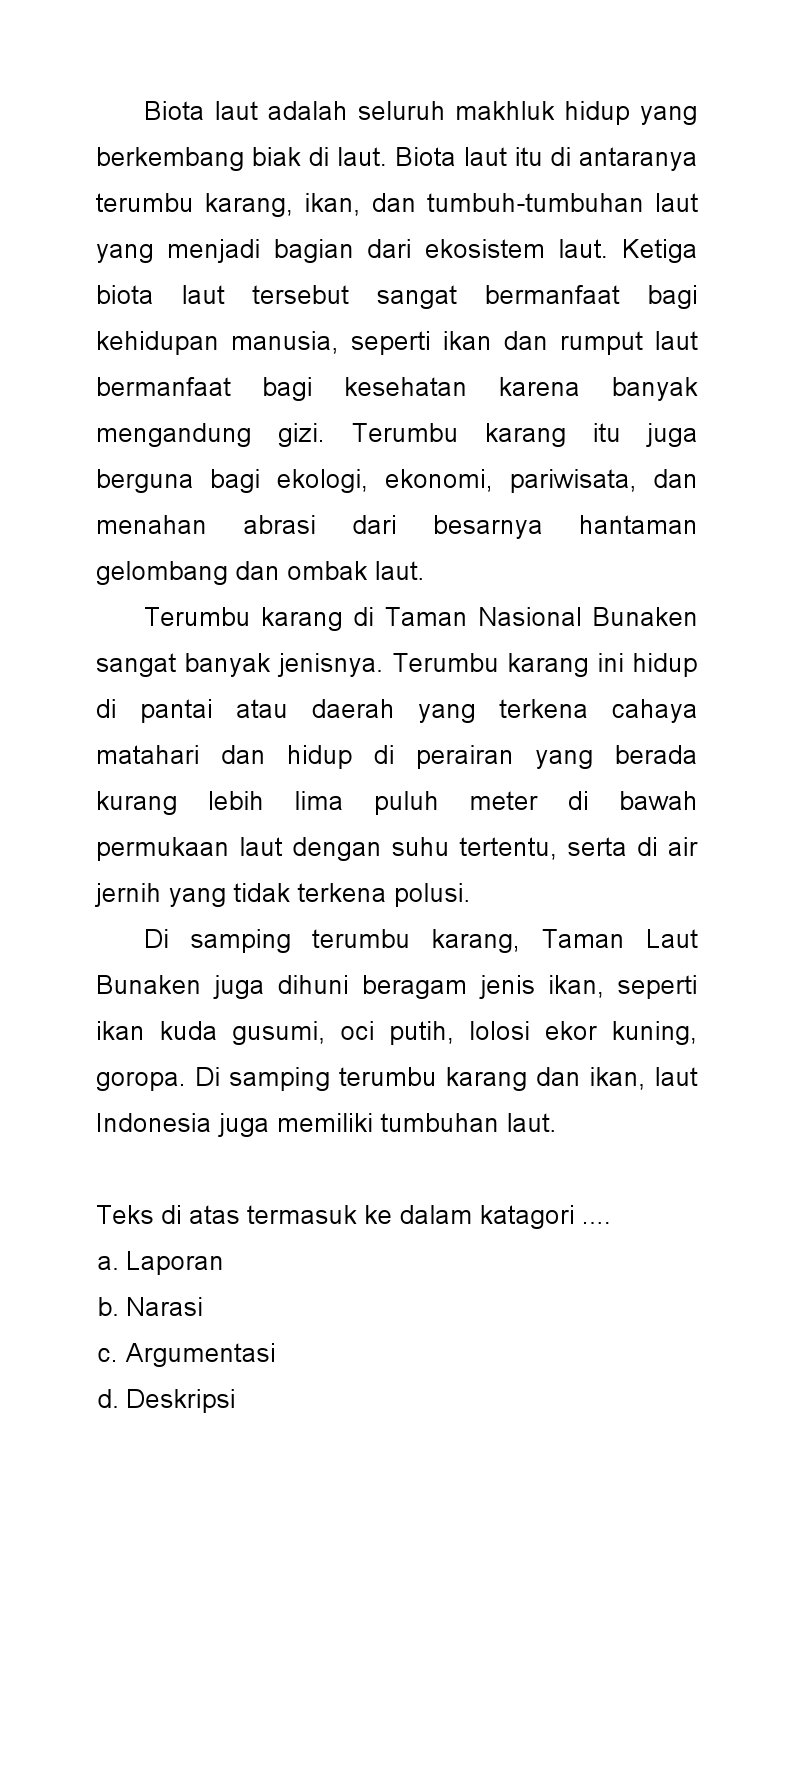 Biota laut adalah seluruh makhluk hidup yang
berkembang biak di laut. Biota laut itu di antaranya
terumbu karang, ikan, dan tumbuh-tumbuhan laut
yang menjadi bagian dari ekosistem laut. Ketiga
biota laut tersebut sangat bermanfaat bagi
kehidupan manusia, seperti ikan dan rumput laut
bermanfaat bagi kesehatan karena banyak
mengandung gizi. Terumbu karang itu juga
berguna bagi ekologi, ekonomi, pariwisata, dan
menahan abrasi dari besarnya hantaman
gelombang dan ombak laut.
Terumbu karang di Taman Nasional Bunaken
sangat banyak jenisnya. Terumbu karang ini hidup
di pantai atau daerah yang terkena cahaya
matahari dan hidup di perairan yang berada
kurang lebih lima puluh meter di bawah
permukaan laut dengan suhu tertentu, serta di air
jernih yang tidak terkena polusi.
Di samping terumbu karang, Taman Laut
Bunaken juga dihuni beragam jenis ikan, seperti
ikan kuda gusumi, oci putih, lolosi ekor kuning,
goropa. Di samping terumbu karang dan ikan, laut
Indonesia juga memiliki tumbuhan laut.
Teks di atas termasuk ke dalam katagori ....
a. Laporan
b. Narasi
c. Argumentasi
d. Deskripsi